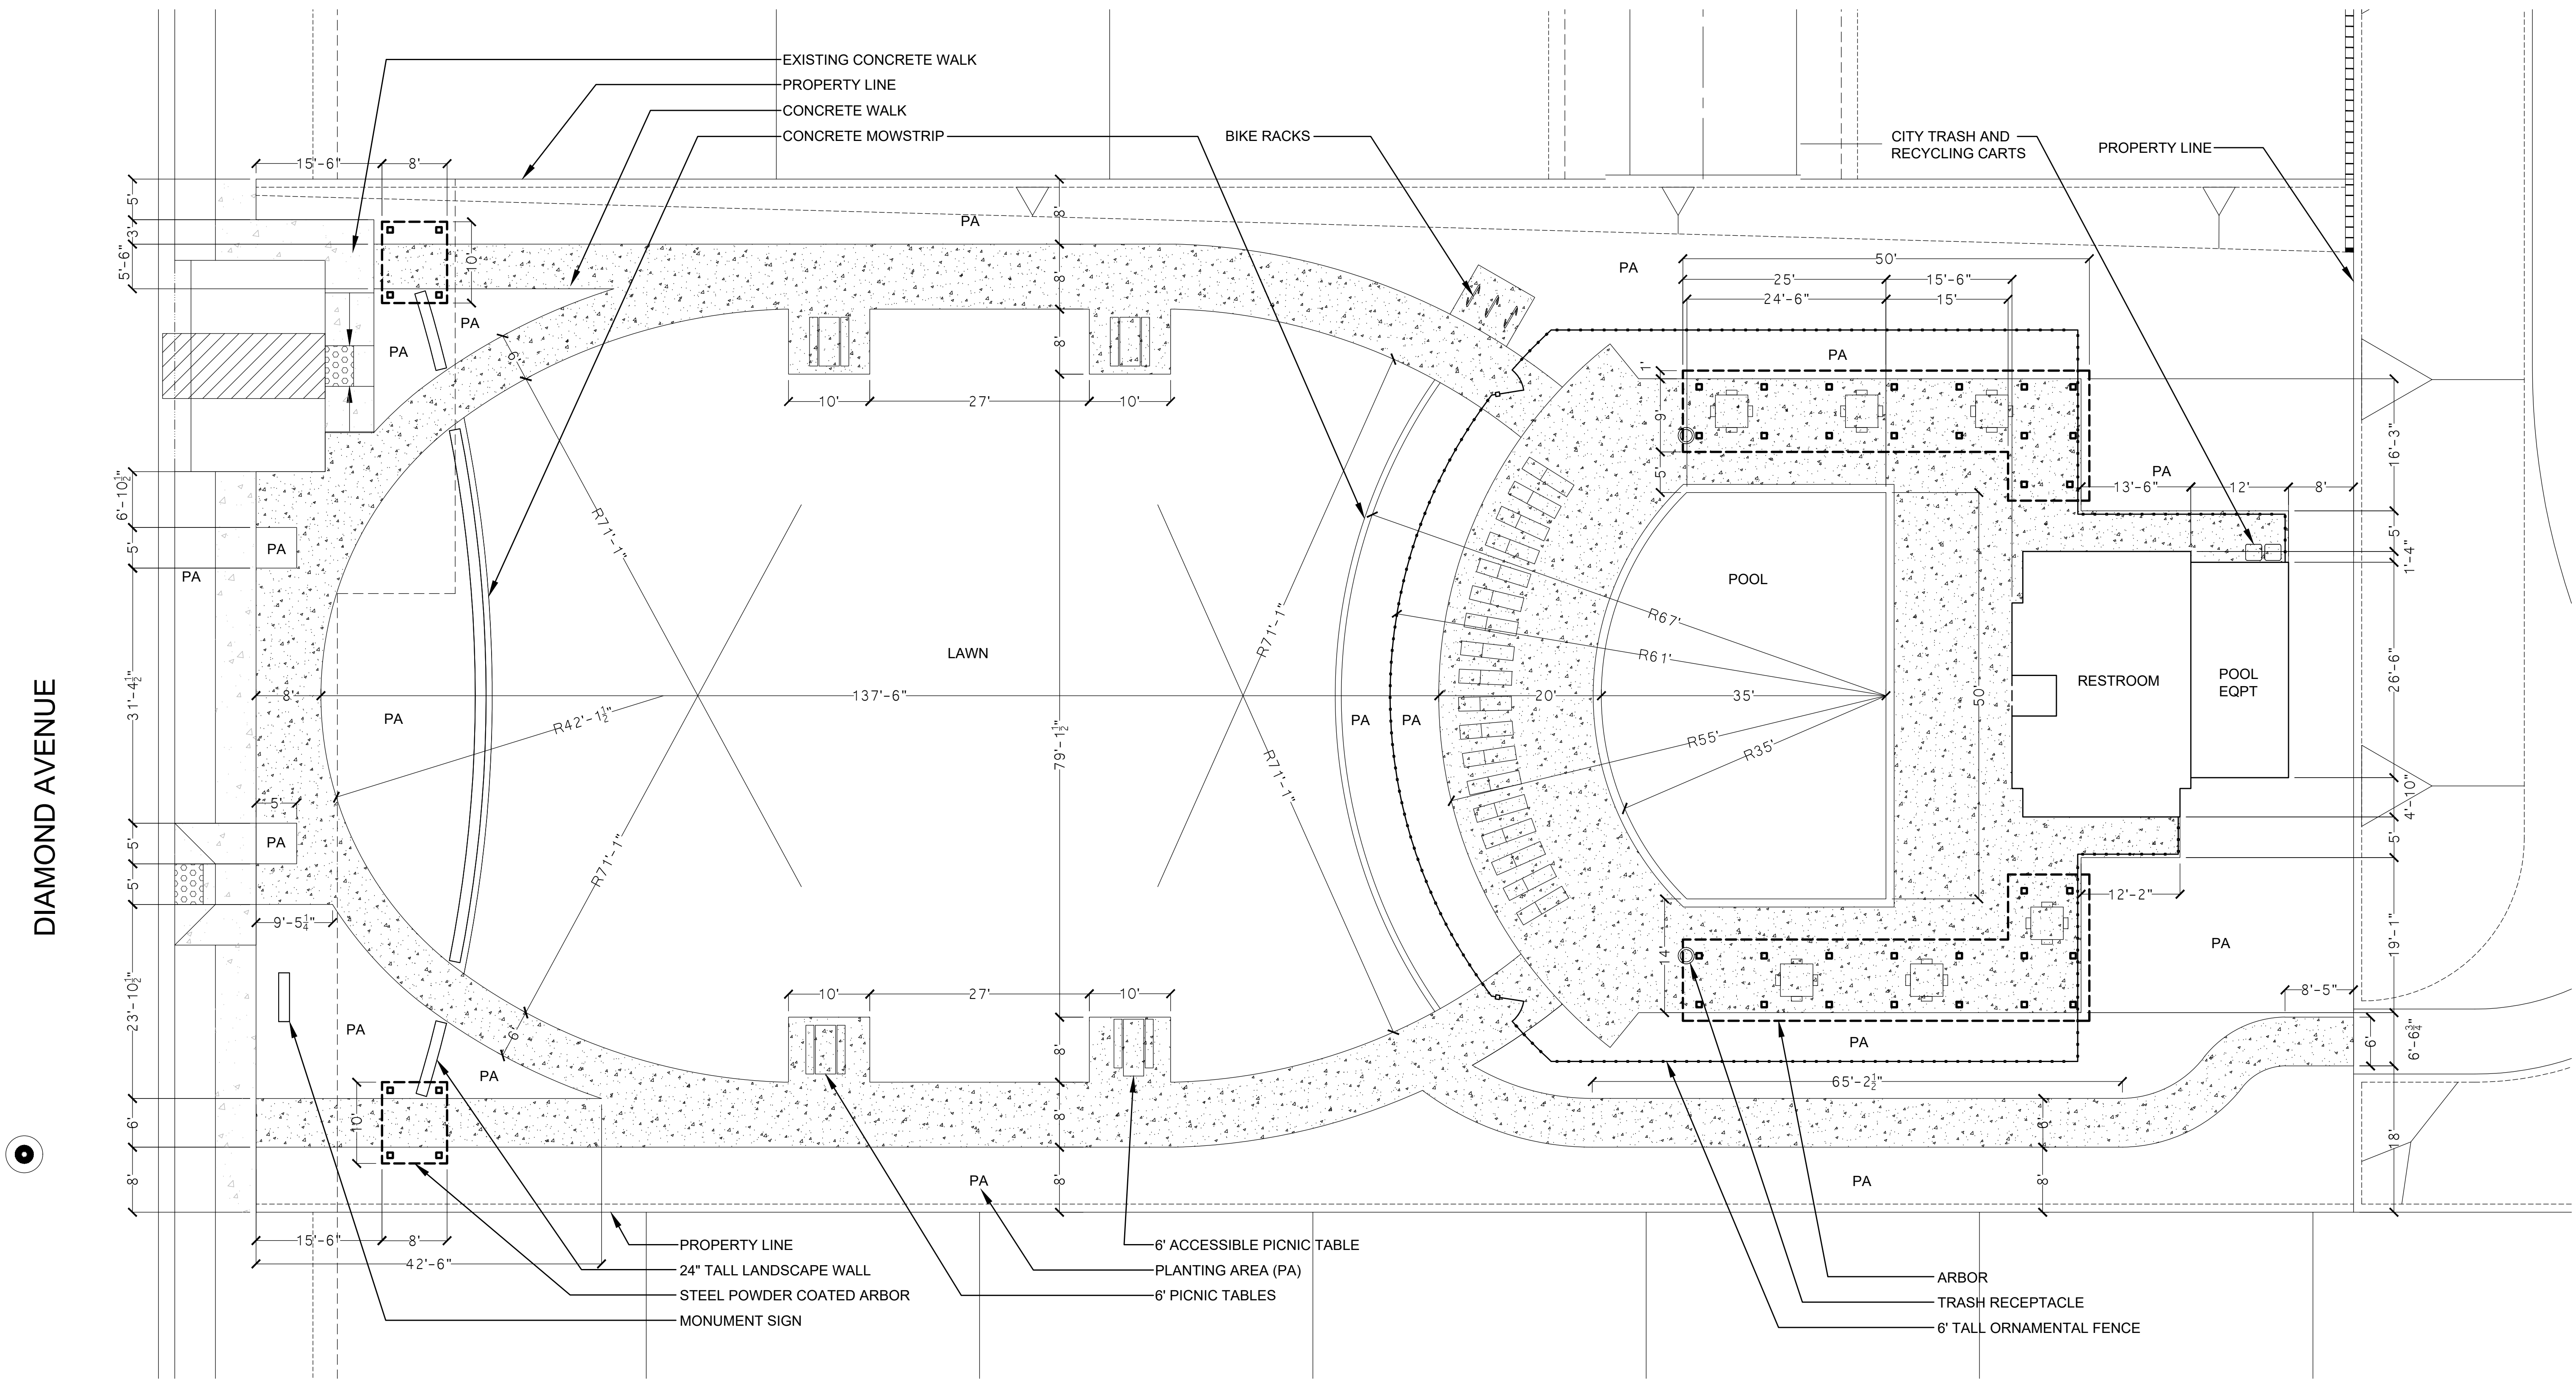 EXISTING CONCRETE WALK
PROPERTY LINE
CONCRETE WALK
CONCRETE MOWSTRIP
BIKE RACKS
CITY TRASH AND
RECYCLING CARTS
PROPERTY LINE
15'-6"
8'
5'
3'
5'-6"
10'
PA
8'
8'
8'
PA
PA
PA
6'
10'
27'
10'
50'
25'
15'-6"
24'-6"
15'
1'
PA
9'
5'
16'-3"
PA
13'-6"
12'
8'
5'
1'-4"
6'-10½"
5'
PA
PA
R71'-1"
R71'-1"
POOL
R67'
R61'
LAWN
RESTROOM
POOL
EQPT
26'-6"
DIAMOND AVENUE
31'-4½"
8'
137'-6"
20'
35'
50'
PA
PA
PA
R42'-1½"
79'-1½"
R55'
R35'
R71'-1"
R71'-1"
5'
5'
PA
4'-10"
5'
5'
9'-5¼"
12'-2"
19'-1"
PA
14'
8'-5"
23'-10½"
PA
6'
PA
10'
27'
10'
8'
PA
6'
6'-6¾"
65'-2½"
6'
10'
8'
6'
18'
8'
PA
8'
PA
8'
15'-6"
8'
42'-6"
PROPERTY LINE
24" TALL LANDSCAPE WALL
STEEL POWDER COATED ARBOR
MONUMENT SIGN
6' ACCESSIBLE PICNIC TABLE
PLANTING AREA (PA)
6' PICNIC TABLES
ARBOR
TRASH RECEPTACLE
6' TALL ORNAMENTAL FENCE